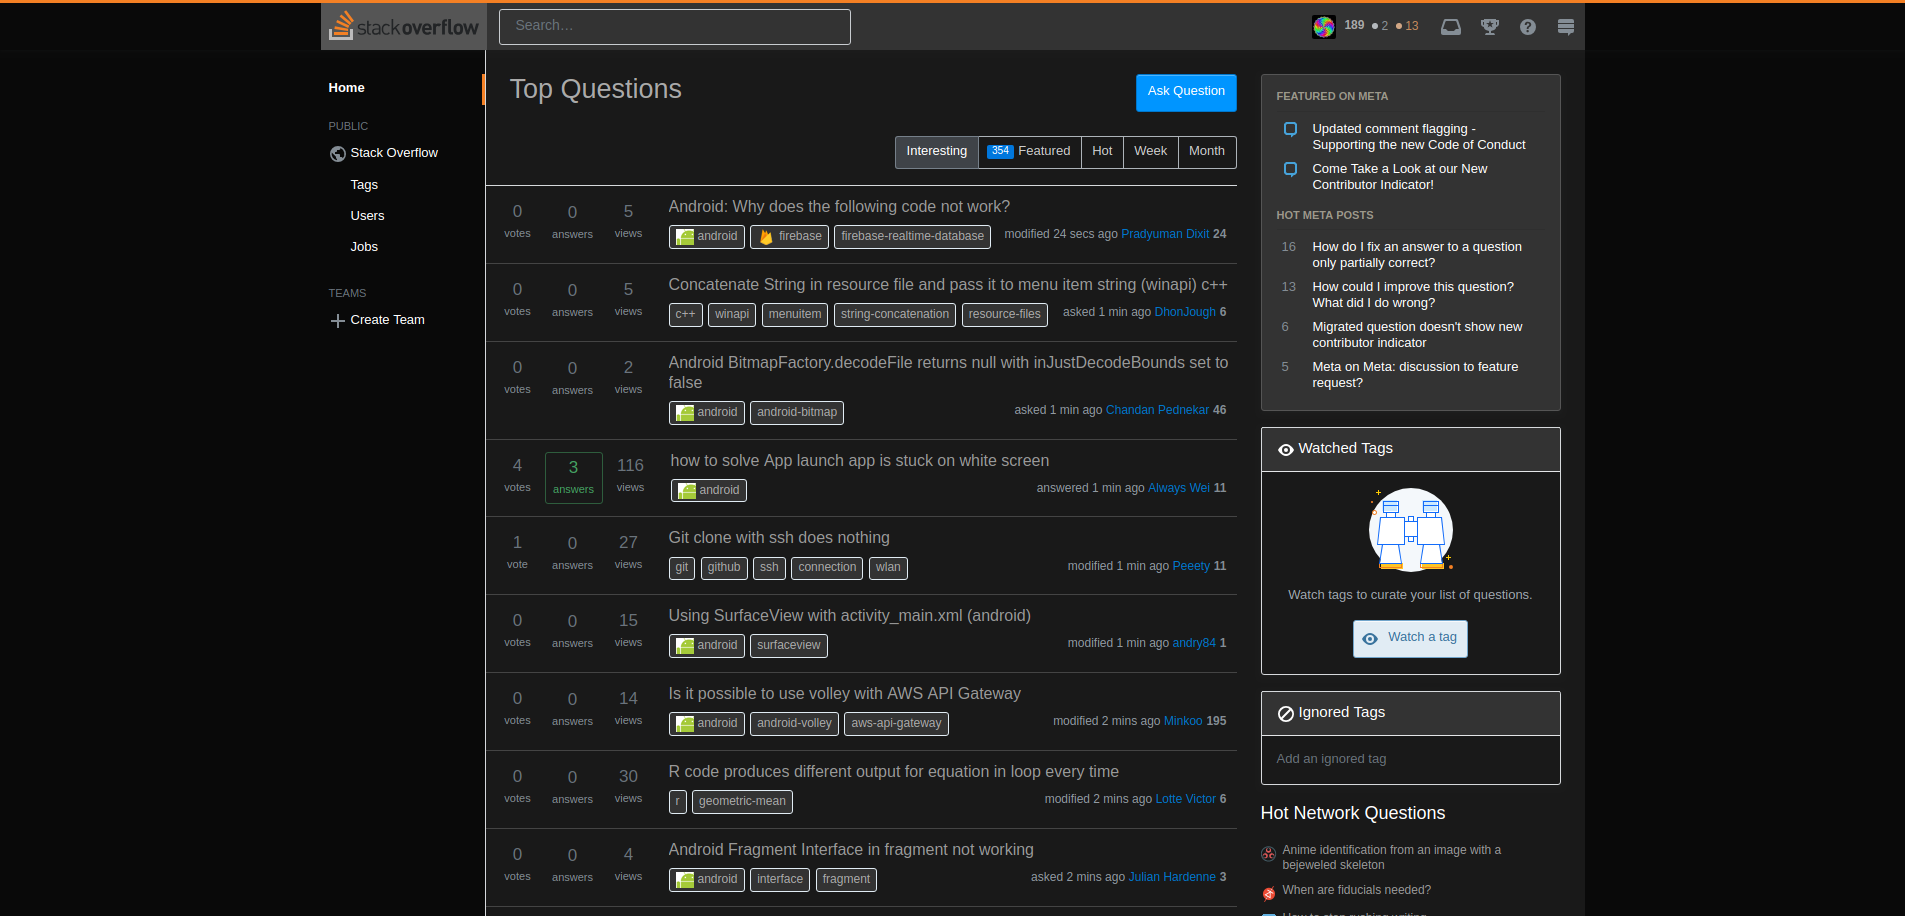 stackoverflow
Search...
189 2 13
Home
PUBLIC
Stack Overflow
Tags
Users
Jobs
TEAMS
Create Team
Top Questions
Ask Question
Interesting 354 Featured Hot Week Month
0 votes 0 answers 5 views
Android: Why does the following code not work?
android firebase firebase-realtime-database
modified 24 secs ago Pradyuman Dixit 24
0 votes 0 answers 5 views
Concatenate String in resource file and pass it to menu item string (winapi) c++
c++ winapi menuitem string-concatenation resource-files
asked 1 min ago DhonJough 6
0 votes 0 answers 2 views
Android BitmapFactory.decodeFile returns null with inJustDecodeBounds set to
false
android android-bitmap
asked 1 min ago Chandan Pednekar 46
4 votes 3 answers 116 views
how to solve App launch app is stuck on white screen
android
answered 1 min ago Always Wei 11
1 vote 0 answers 27 views
Git clone with ssh does nothing
git github ssh connection wlan
modified 1 min ago Peeety 11
0 votes 0 answers 15 views
Using SurfaceView with activity_main.xml (android)
android surfaceview
modified 1 min ago andry84 1
0 votes 0 answers 14 views
Is it possible to use volley with AWS API Gateway
android android-volley aws-api-gateway
modified 2 mins ago Minkoo 195
0 votes 0 answers 30 views
R code produces different output for equation in loop every time
r geometric-mean
modified 2 mins ago Lotte Victor 6
0 votes 0 answers 4 views
Android Fragment Interface in fragment not working
android interface fragment
asked 2 mins ago Julian Hardenne 3
FEATURED ON META
Updated comment flagging -
Supporting the new Code of Conduct
Come Take a Look at our New
Contributor Indicator!
HOT META POSTS
16 How do I fix an answer to a question
only partially correct?
13 How could I improve this question?
What did I do wrong?
6 Migrated question doesn't show new
contributor indicator
5 Meta on Meta: discussion to feature
request?
Watched Tags
Watch tags to curate your list of questions.
Watch a tag
Ignored Tags
Add an ignored tag
Hot Network Questions
Anime identification from an image with a
bejeweled skeleton
When are fiducials needed?